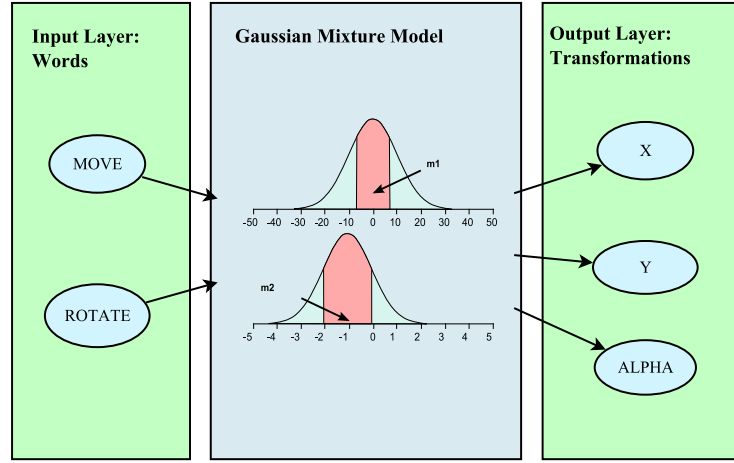 Input Layer:
Words
MOVE
ROTATE
Gaussian Mixture Model
m1
-50 -40 -30 -20 -10 0 10 20 30 40 50
m2
-5 -4 -3 -2 -1 0 1 2 3 4 5
Output Layer:
Transformations
X
Y
ALPHA